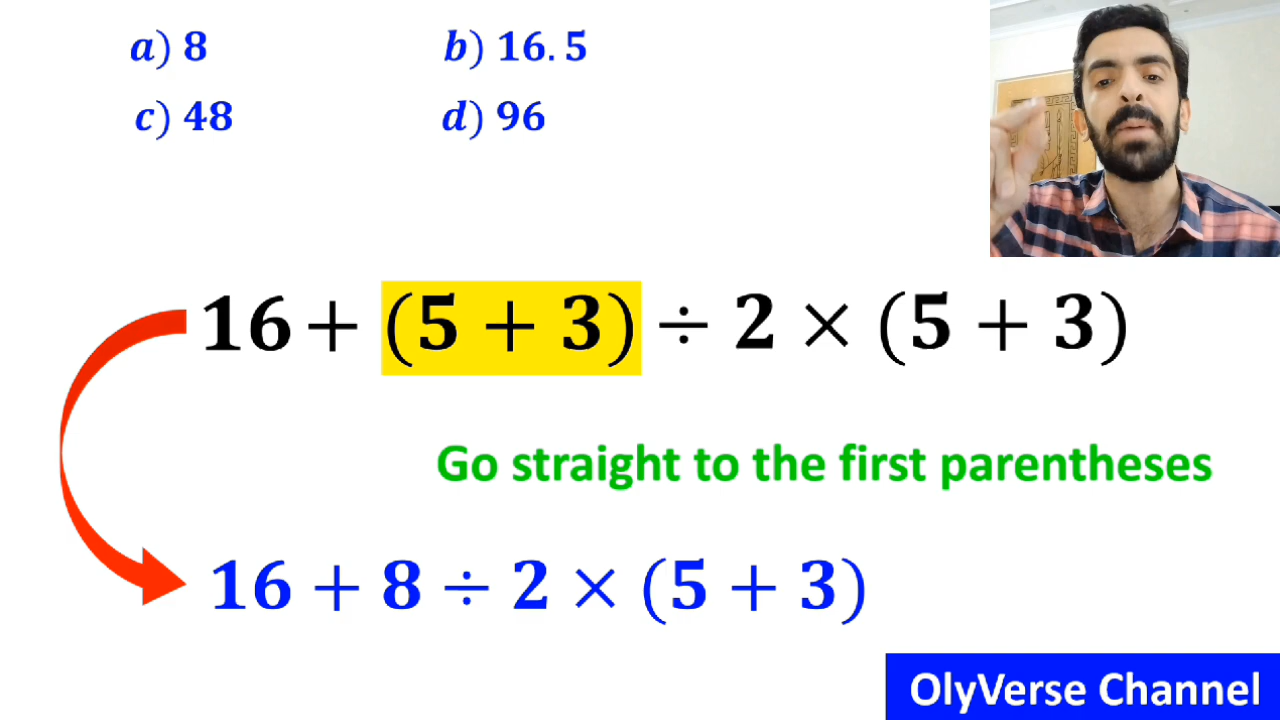 a) 8 b) 16.5
c) 48 d) 96
16 + (5 + 3) ÷ 2 × (5 + 3)
Go straight to the first parentheses
16 + 8 ÷ 2 × (5 + 3)
OlyVerse Channel